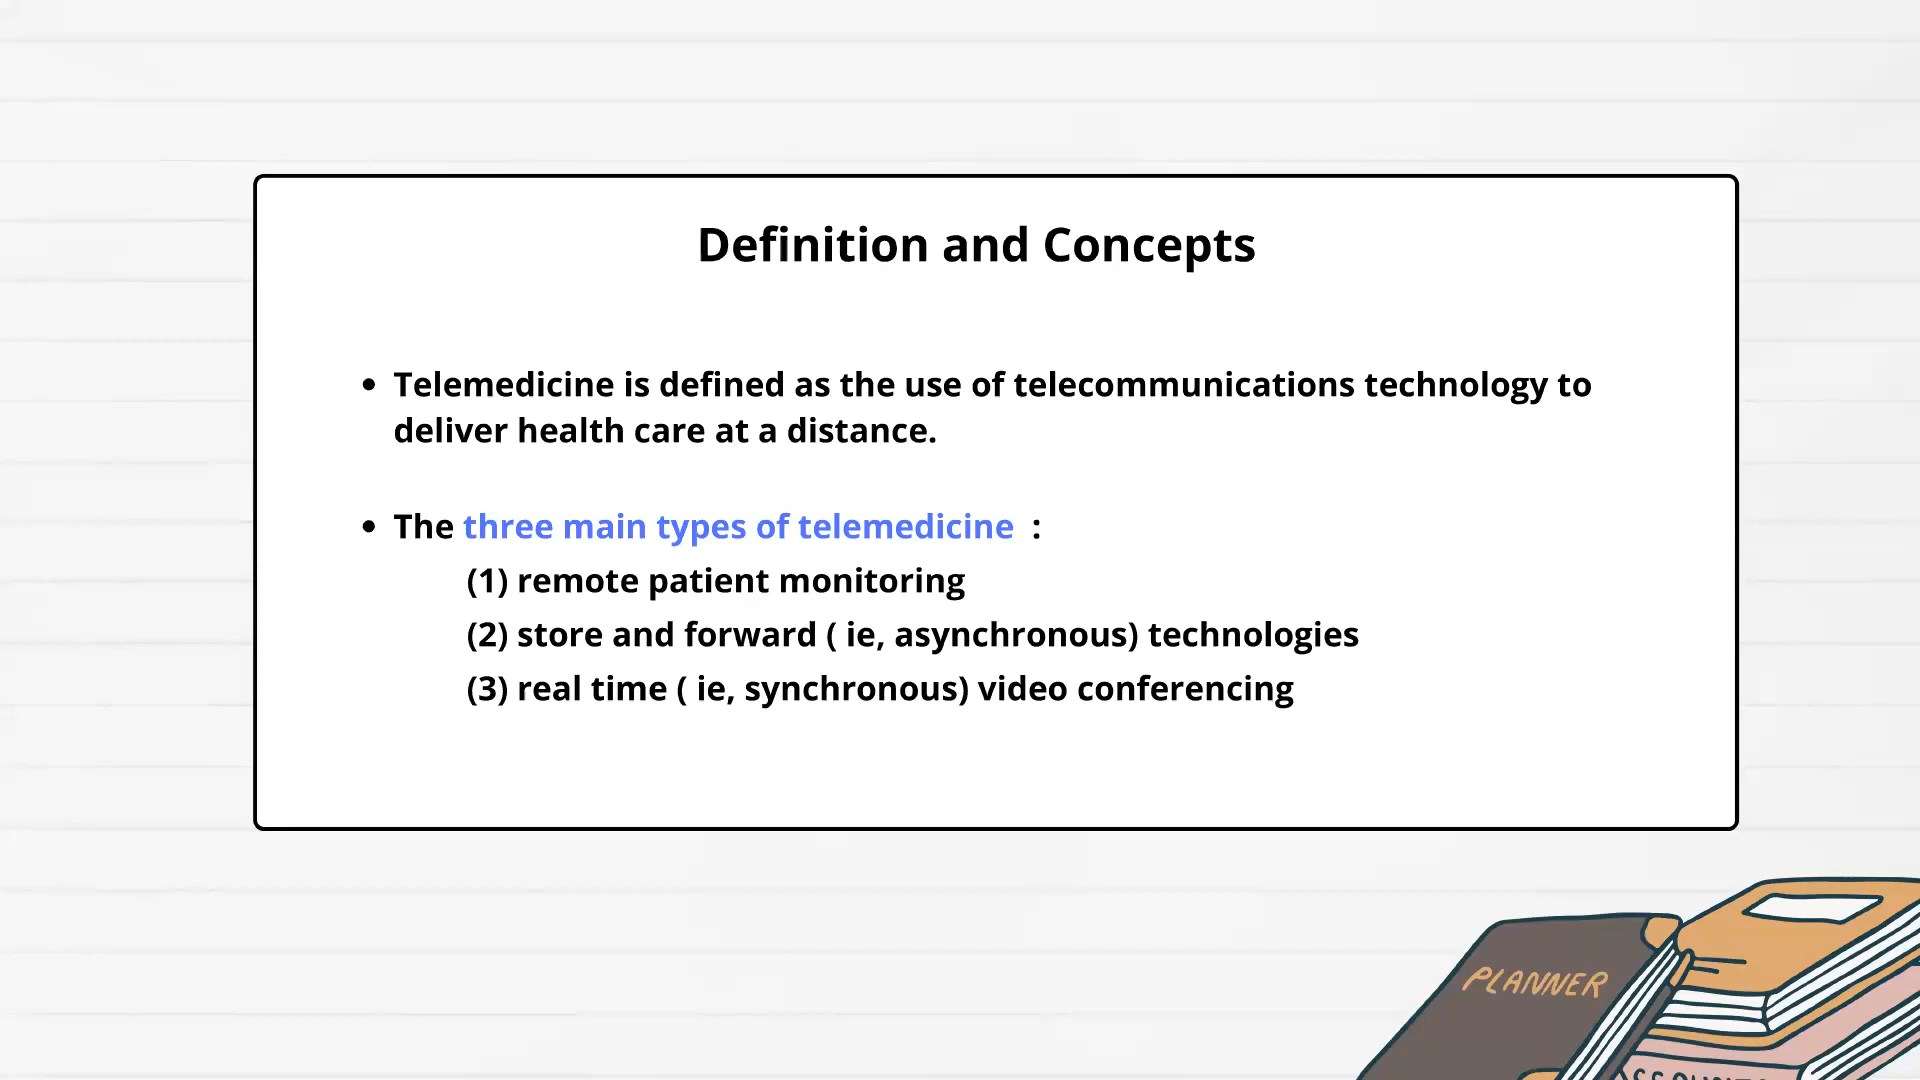 Definition and Concepts
• Telemedicine is defined as the use of telecommunications technology to
deliver health care at a distance.
• The three main types of telemedicine :
(1) remote patient monitoring
(2) store and forward ( ie, asynchronous) technologies
(3) real time ( ie, synchronous) video conferencing
PLANNER